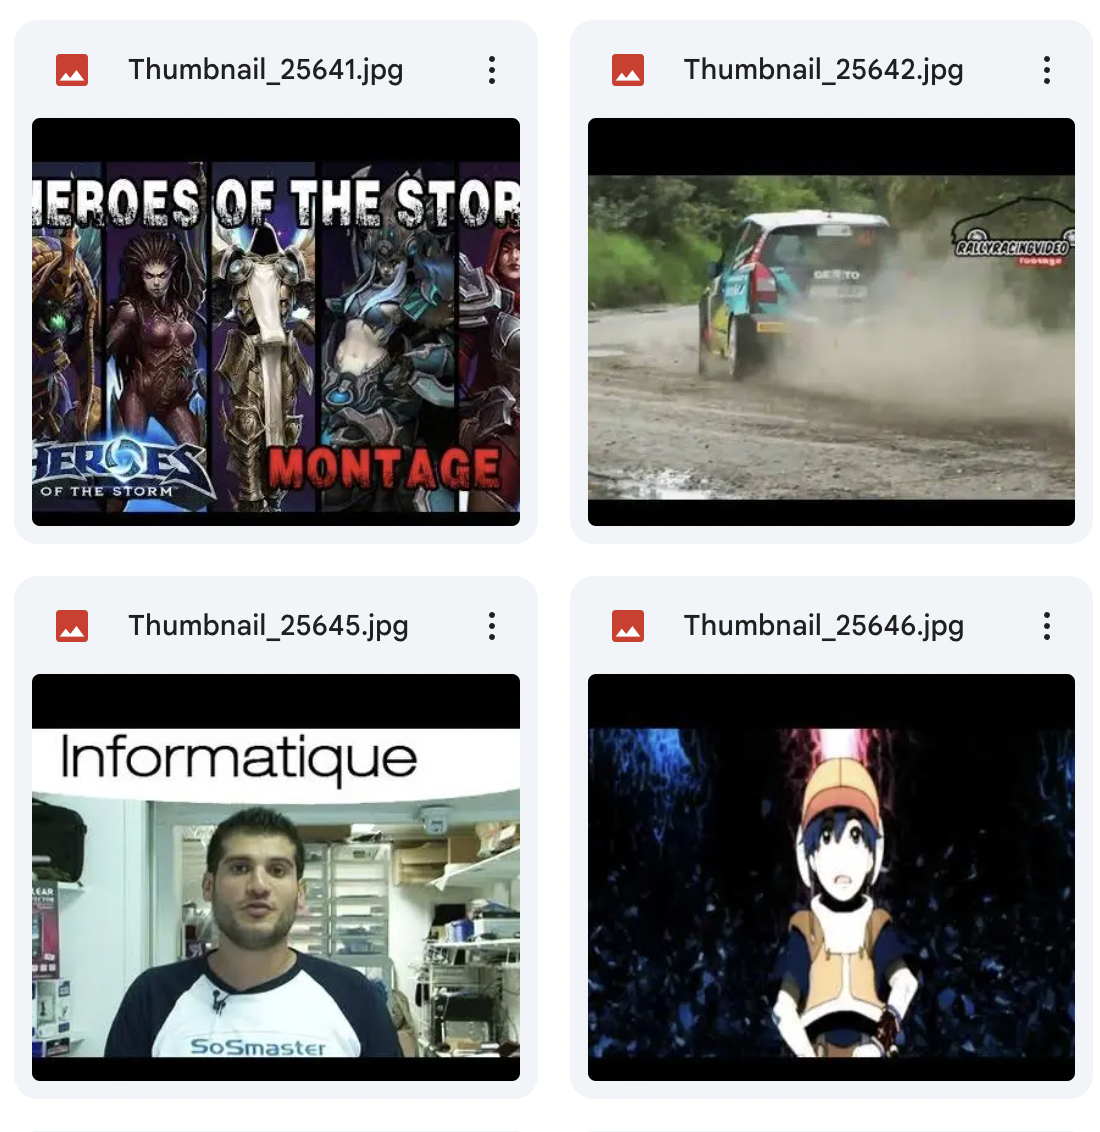 Thumbnail_25641.jpg
Thumbnail_25642.jpg
HEROES OF THE STOR
HEROES
OF THE STORM
MONTAGE
RALLYRACINGVIDEO
footage
Thumbnail_25645.jpg
Thumbnail_25646.jpg
Informatique
SoSmaster